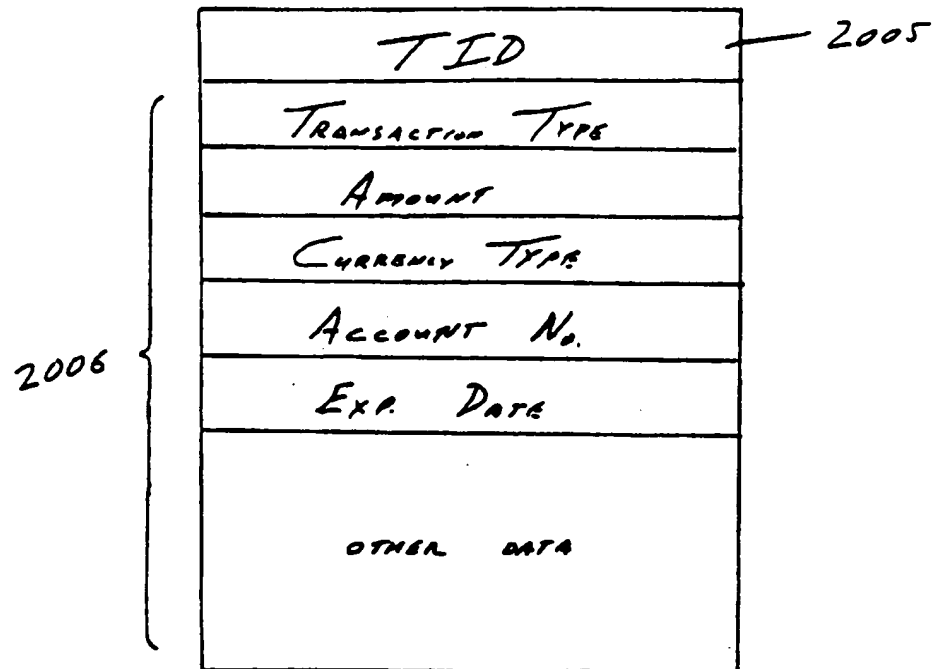 TID 2005
TRANSACTION TYPE
AMOUNT
CURRENCY TYPE
ACCOUNT No.
2006
EXP. DATE
OTHER DATA